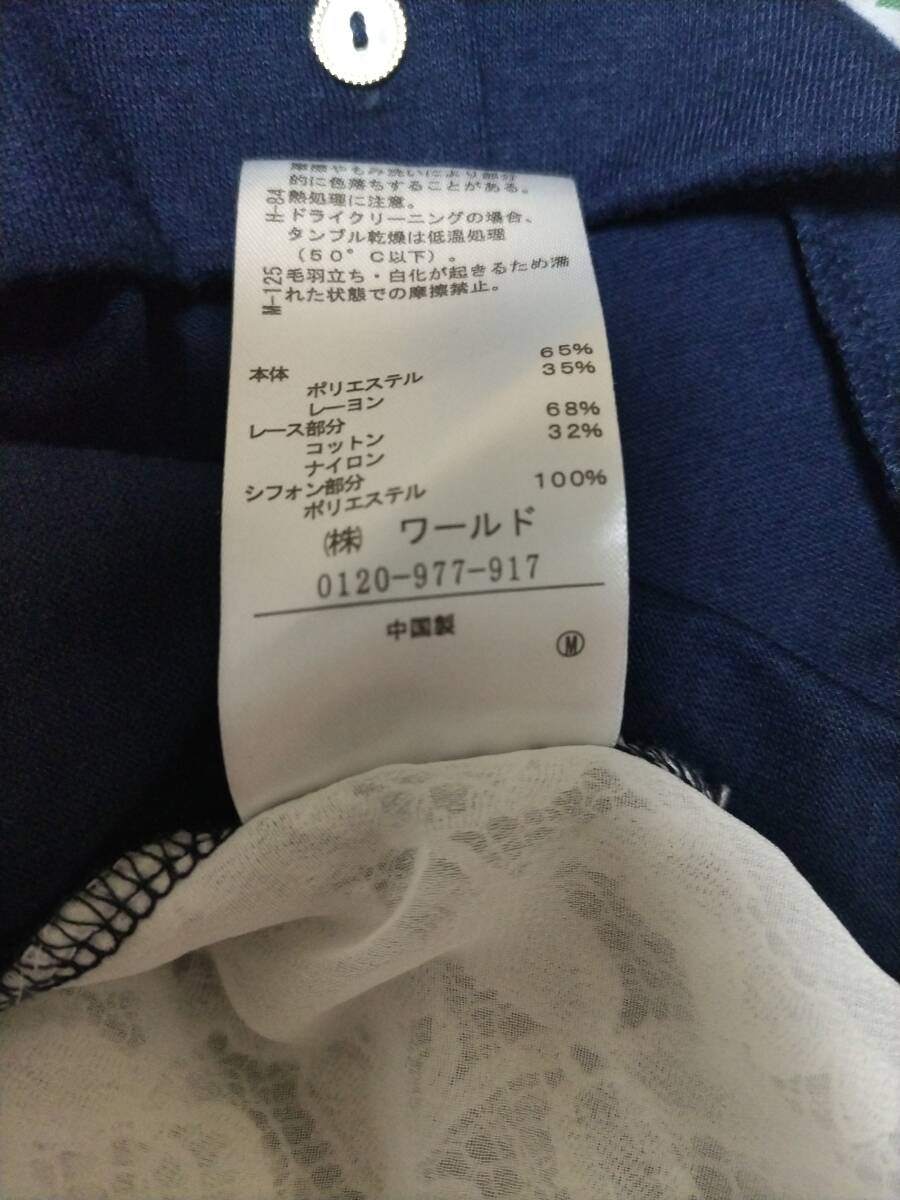 摩擦やもみ洗いにより部分
的に色落ちすることがある。
H-84 熱処理に注意。
ドライクリーニングの場合、
タンブル乾燥は低温処理
(50°C以下)。
M-125 毛羽立ち・白化が起きるため濡
れた状態での摩擦禁止。
本体
ポリエステル 65%
レーヨン 35%
レース部分
コットン 68%
ナイロン 32%
シフォン部分
ポリエステル 100%
㈱ ワールド
0120-977-917
中国製
Ⓜ